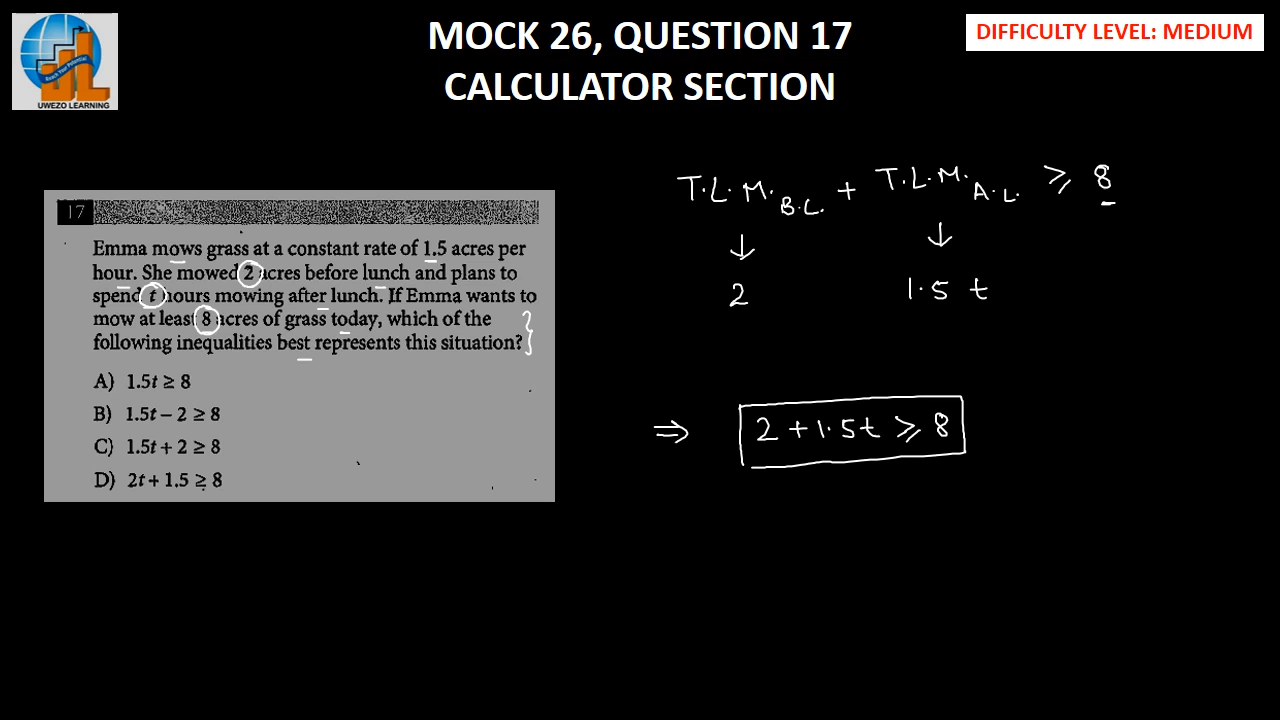 MOCK 26, QUESTION 17
CALCULATOR SECTION
DIFFICULTY LEVEL: MEDIUM
Reach Your Potential
UWEZO LEARNING
17
Emma mows grass at a constant rate of 1.5 acres per
hour. She mowed 2 acres before lunch and plans to
spend t hours mowing after lunch. If Emma wants to
mow at least 8 acres of grass today, which of the
following inequalities best represents this situation?
A) 1.5t ≥ 8
B) 1.5t − 2 ≥ 8
C) 1.5t + 2 ≥ 8
D) 2t + 1.5 ≥ 8
T.L.M. B.L. + T.L.M. A.L. ≥ 8
↓ ↓
2 1.5 t
⇒ 2 + 1.5t ≥ 8